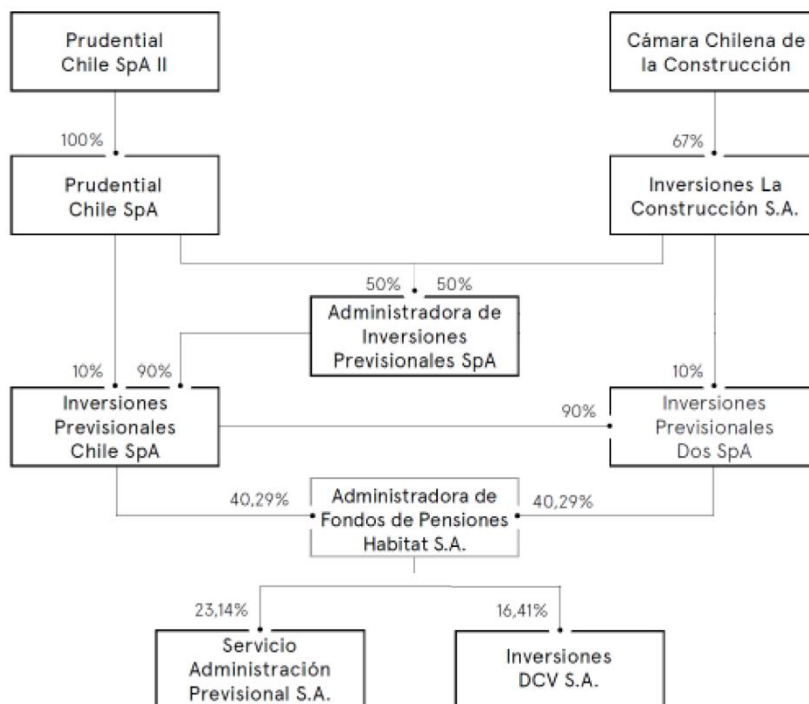 Prudential
Chile SpA II
Cámara Chilena de
la Construcción
100%
67%
Prudential
Chile SpA
Inversiones La
Construcción S.A.
50%
50%
Administradora de
Inversiones
Previsionales SpA
10%
90%
10%
Inversiones
Previsionales
Chile SpA
90%
Inversiones
Previsionales
Dos SpA
40,29%
Administradora de
Fondos de Pensiones
Habitat S.A.
40,29%
23,14%
16,41%
Servicio
Administración
Previsional S.A.
Inversiones
DCV S.A.